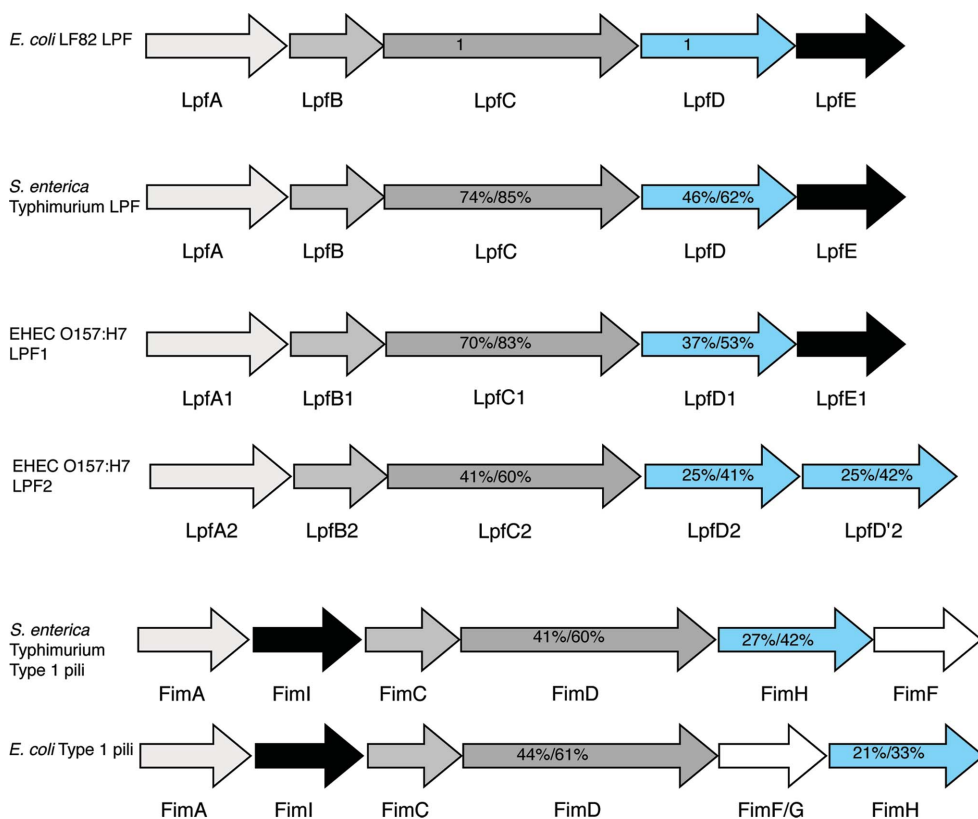 E. coli LF82 LPF
1
1
LpfA
LpfB
LpfC
LpfD
LpfE
S. enterica
Typhimurium LPF
74%/85%
46%/62%
LpfA
LpfB
LpfC
LpfD
LpfE
EHEC O157:H7
LPF1
70%/83%
37%/53%
LpfA1
LpfB1
LpfC1
LpfD1
LpfE1
EHEC O157:H7
LPF2
41%/60%
25%/41%
25%/42%
LpfA2
LpfB2
LpfC2
LpfD2
LpfD'2
S. enterica
Typhimurium
Type 1 pili
41%/60%
27%/42%
FimA
FimI
FimC
FimD
FimH
FimF
E. coli Type 1 pili
44%/61%
21%/33%
FimA
FimI
FimC
FimD
FimF/G
FimH